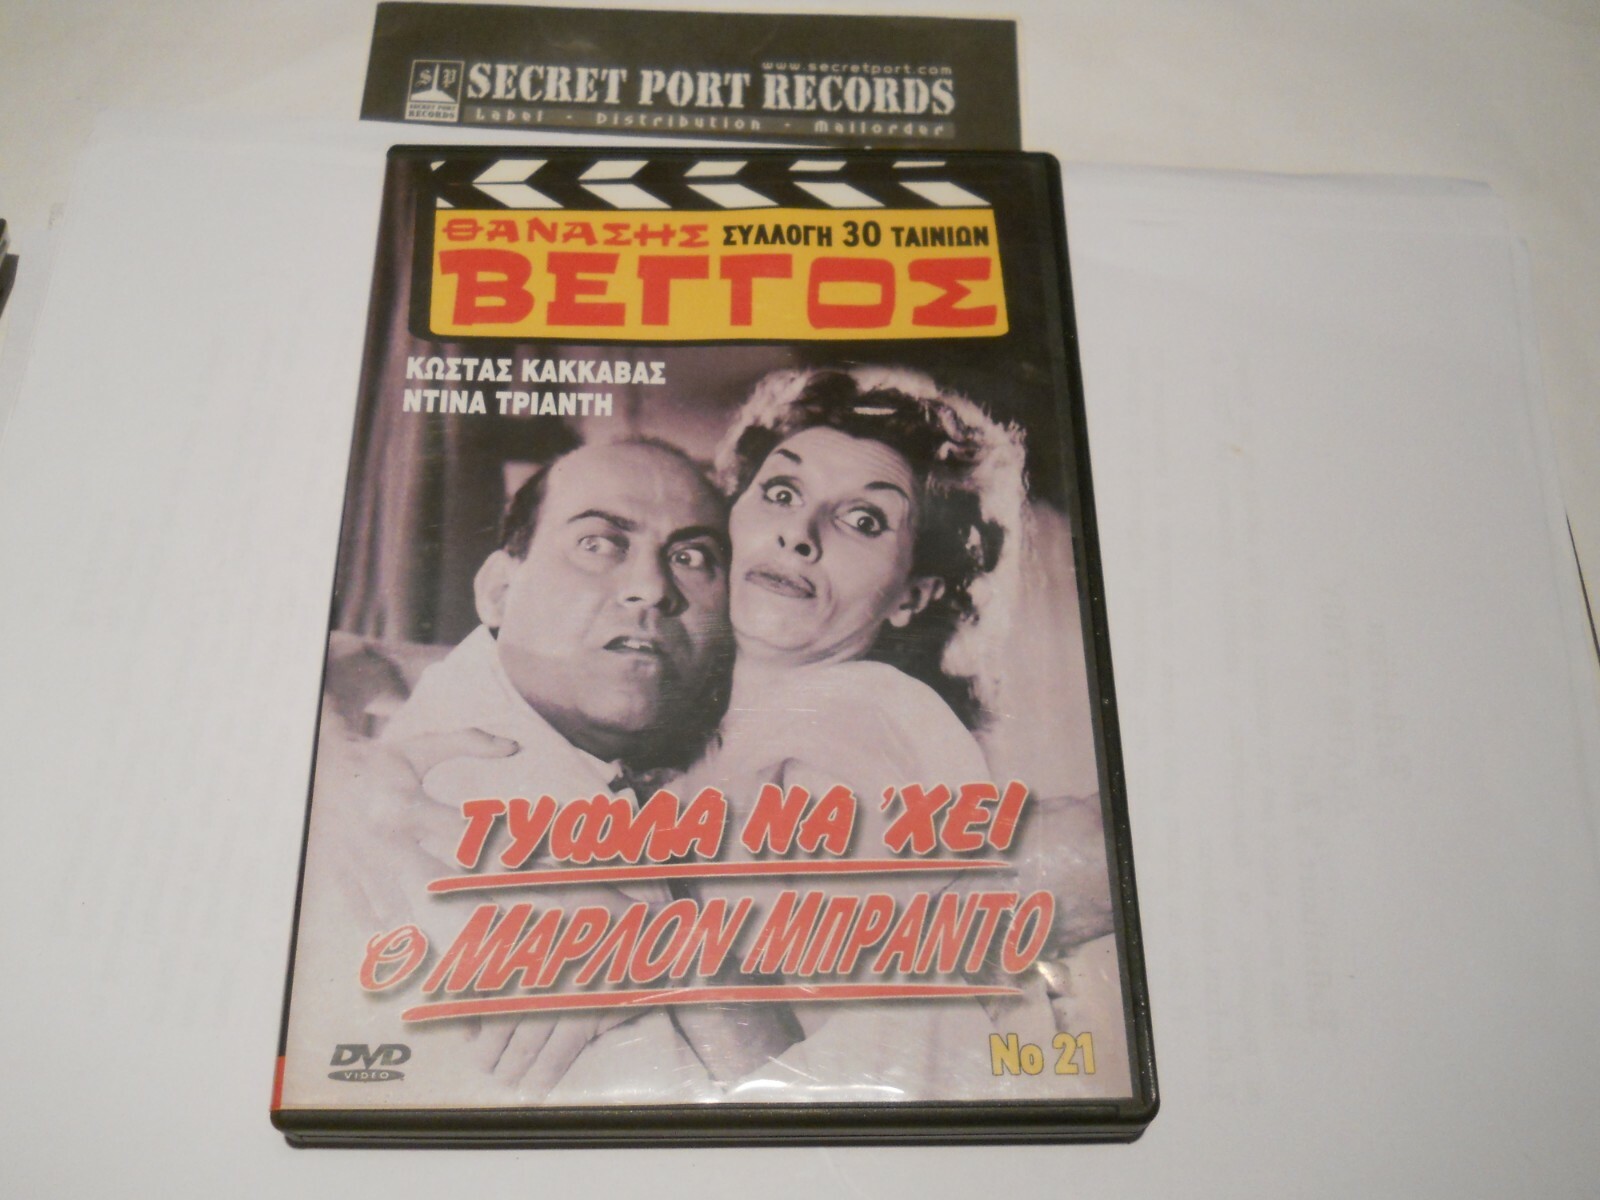 www.secretport.com
SP SECRET PORT RECORDS
SECRET PORT RECORDS
Label - Distribution - Mailorder
ΘΑΝΑΣΗΣ ΣΥΛΛΟΓΗ 30 ΤΑΙΝΙΩΝ
ΒΕΓΓΟΣ
ΚΩΣΤΑΣ ΚΑΚΚΑΒΑΣ
ΝΤΙΝΑ ΤΡΙΑΝΤΗ
ΤΥΦΛΑ ΝΑ 'ΧΕΙ
Ο ΜΑΡΛΟΝ ΜΠΡΑΝΤΟ
No 21
DVD
VIDEO